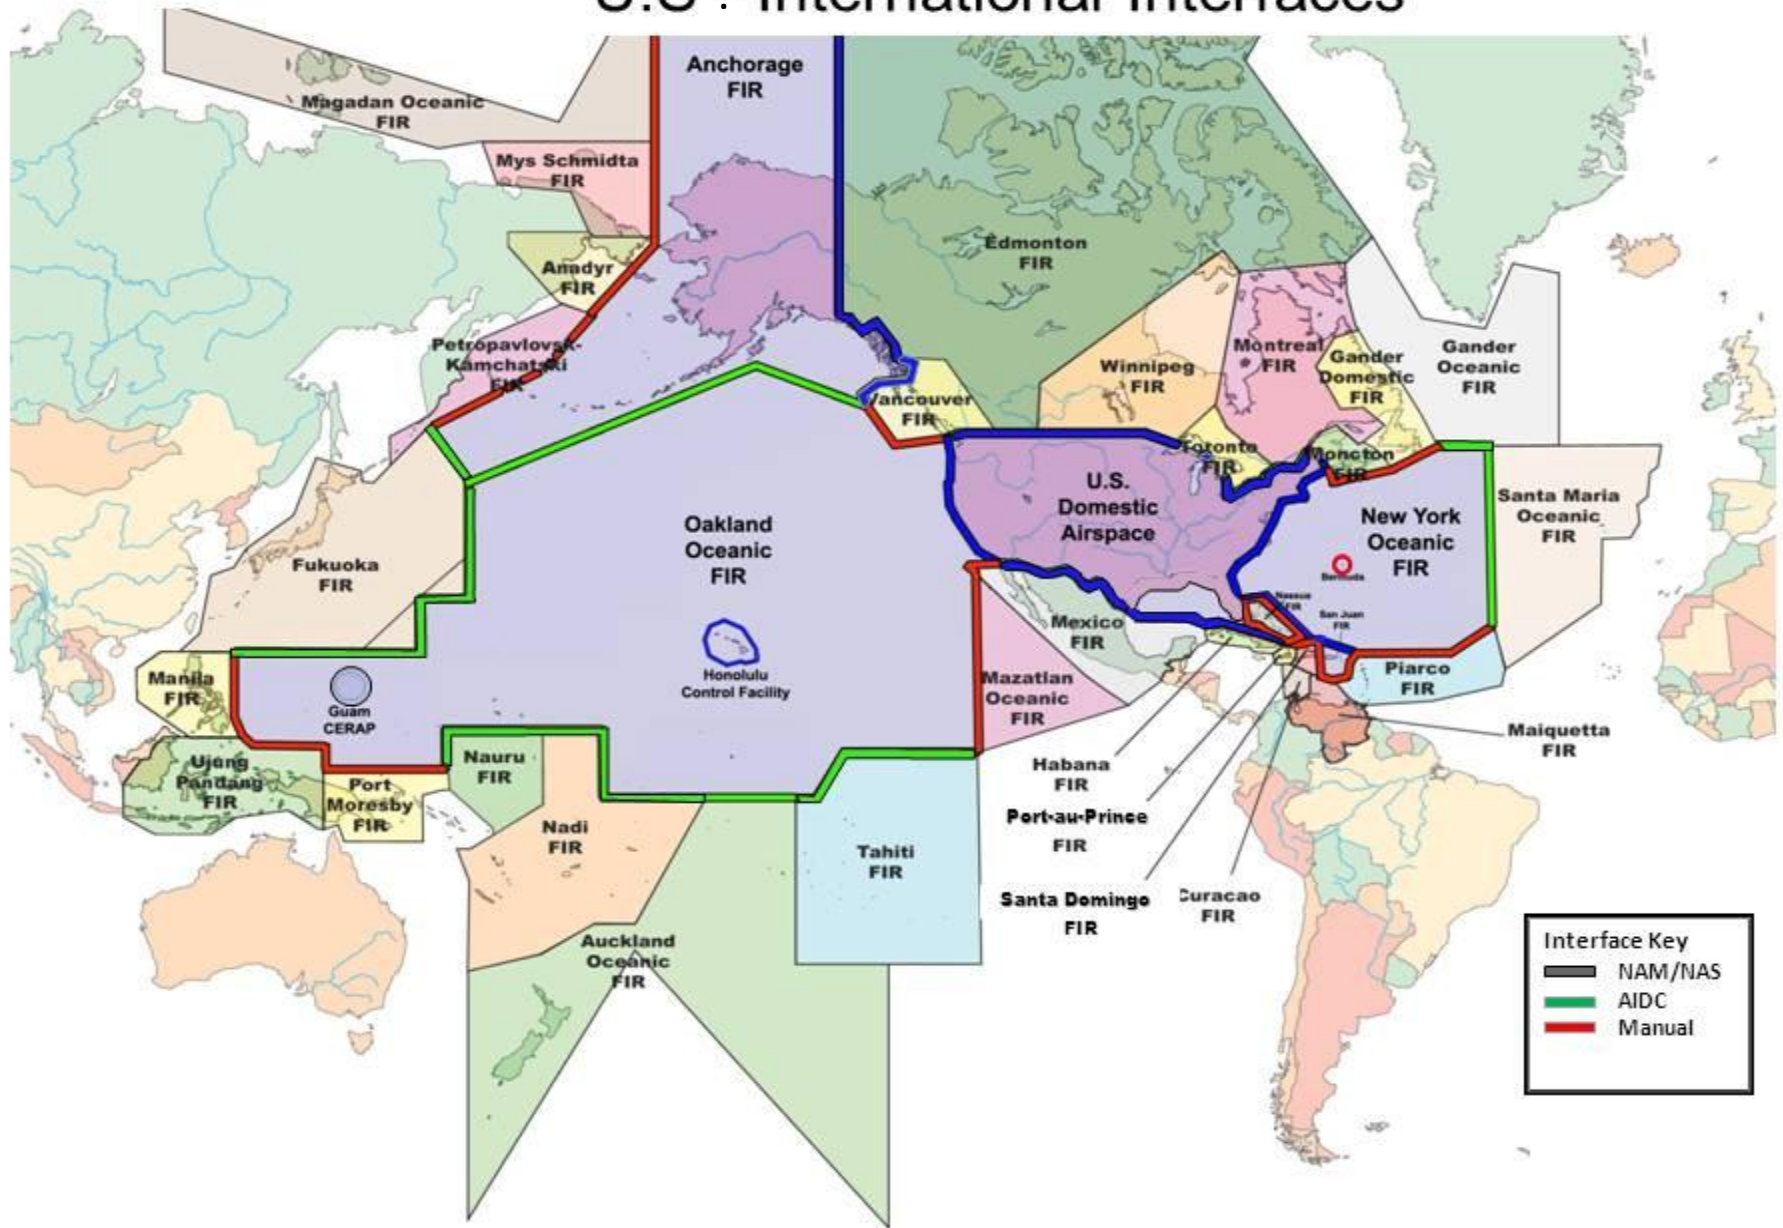 U.S. : International Interfaces
Anchorage
FIR
Magadan Oceanic
FIR
Mys Schmidta
FIR
Anadyr
FIR
Petropavlovsk-
Kamchatski
FIR
Edmonton
FIR
Vancouver
FIR
Winnipeg
FIR
Montreal
FIR
Gander
Domestic
FIR
Gander
Oceanic
FIR
Toronto
FIR
Moncton
FIR
U.S.
Domestic
Airspace
New York
Oceanic
FIR
Bermuda
Santa Maria
Oceanic
FIR
Fukuoka
FIR
Oakland
Oceanic
FIR
Honolulu
Control Facility
Nassua
FIR
San Juan
FIR
Mexico
FIR
Mazatlan
Oceanic
FIR
Piarco
FIR
Maiquetta
FIR
Manila
FIR
Guam
CERAP
Ujung
Pandang
FIR
Port
Moresby
FIR
Nauru
FIR
Nadi
FIR
Tahiti
FIR
Auckland
Oceanic
FIR
Habana
FIR
Port-au-Prince
FIR
Santa Domingo
FIR
Curacao
FIR
Interface Key
NAM/NAS
AIDC
Manual